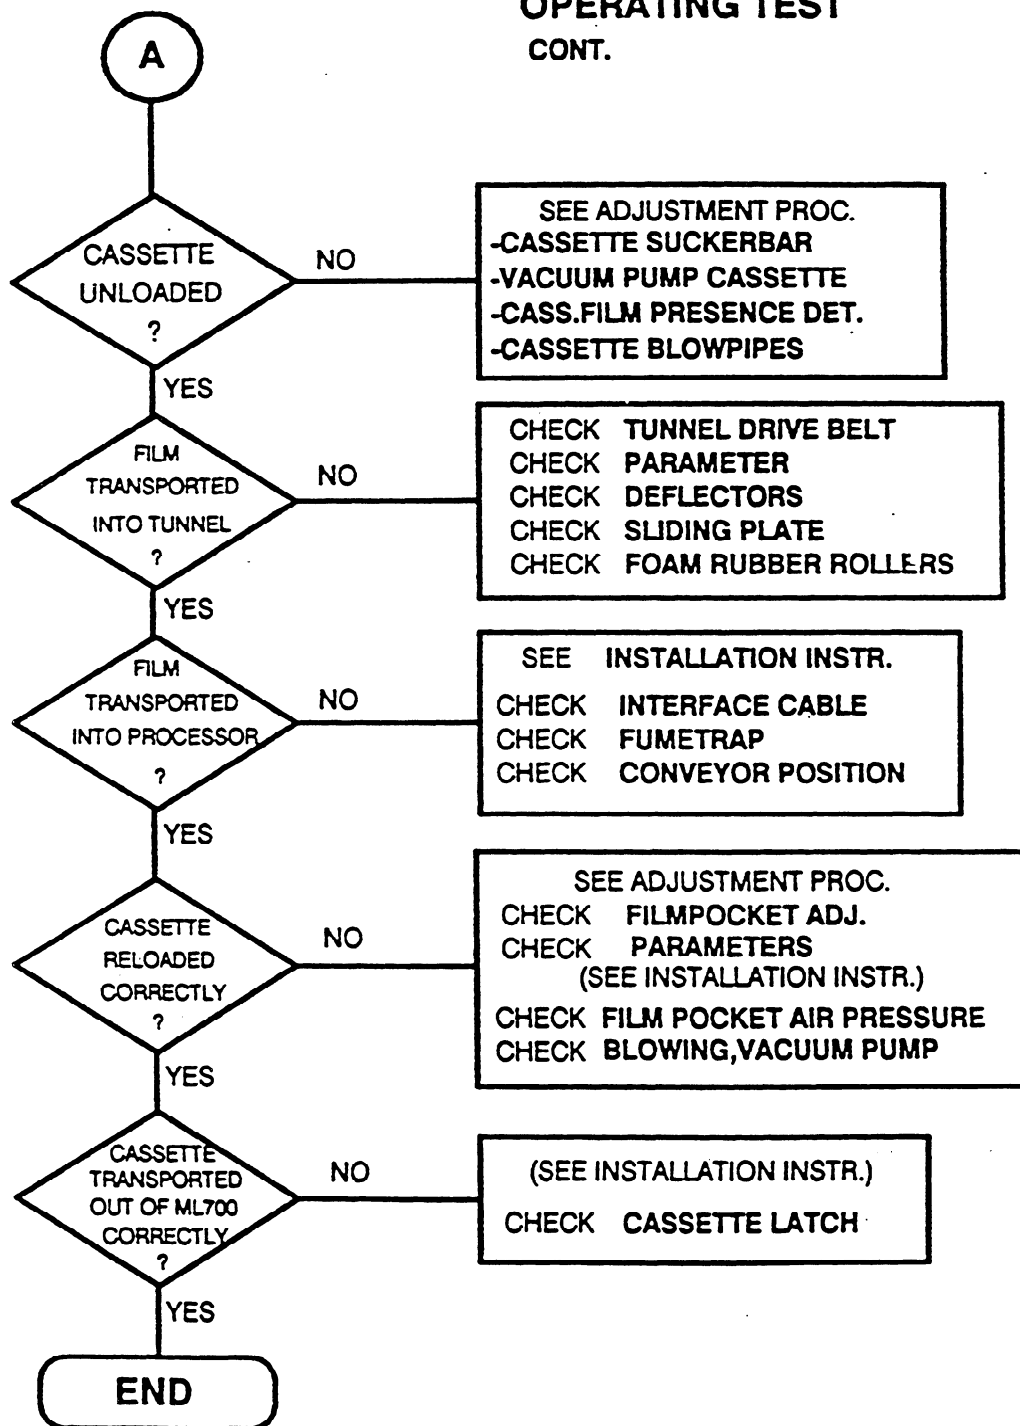 OPERATING TEST
CONT.
A
CASSETTE
UNLOADED
?
NO
SEE ADJUSTMENT PROC.
-CASSETTE SUCKERBAR
-VACUUM PUMP CASSETTE
-CASS.FILM PRESENCE DET.
-CASSETTE BLOWPIPES
YES
FILM
TRANSPORTED
INTO TUNNEL
?
NO
CHECK TUNNEL DRIVE BELT
CHECK PARAMETER
CHECK DEFLECTORS
CHECK SLIDING PLATE
CHECK FOAM RUBBER ROLLERS
YES
FILM
TRANSPORTED
INTO PROCESSOR
?
NO
SEE INSTALLATION INSTR.
CHECK INTERFACE CABLE
CHECK FUMETRAP
CHECK CONVEYOR POSITION
YES
CASSETTE
RELOADED
CORRECTLY
?
NO
SEE ADJUSTMENT PROC.
CHECK FILMPOCKET ADJ.
CHECK PARAMETERS
(SEE INSTALLATION INSTR.)
CHECK FILM POCKET AIR PRESSURE
CHECK BLOWING,VACUUM PUMP
YES
CASSETTE
TRANSPORTED
OUT OF ML700
CORRECTLY
?
NO
(SEE INSTALLATION INSTR.)
CHECK CASSETTE LATCH
YES
END